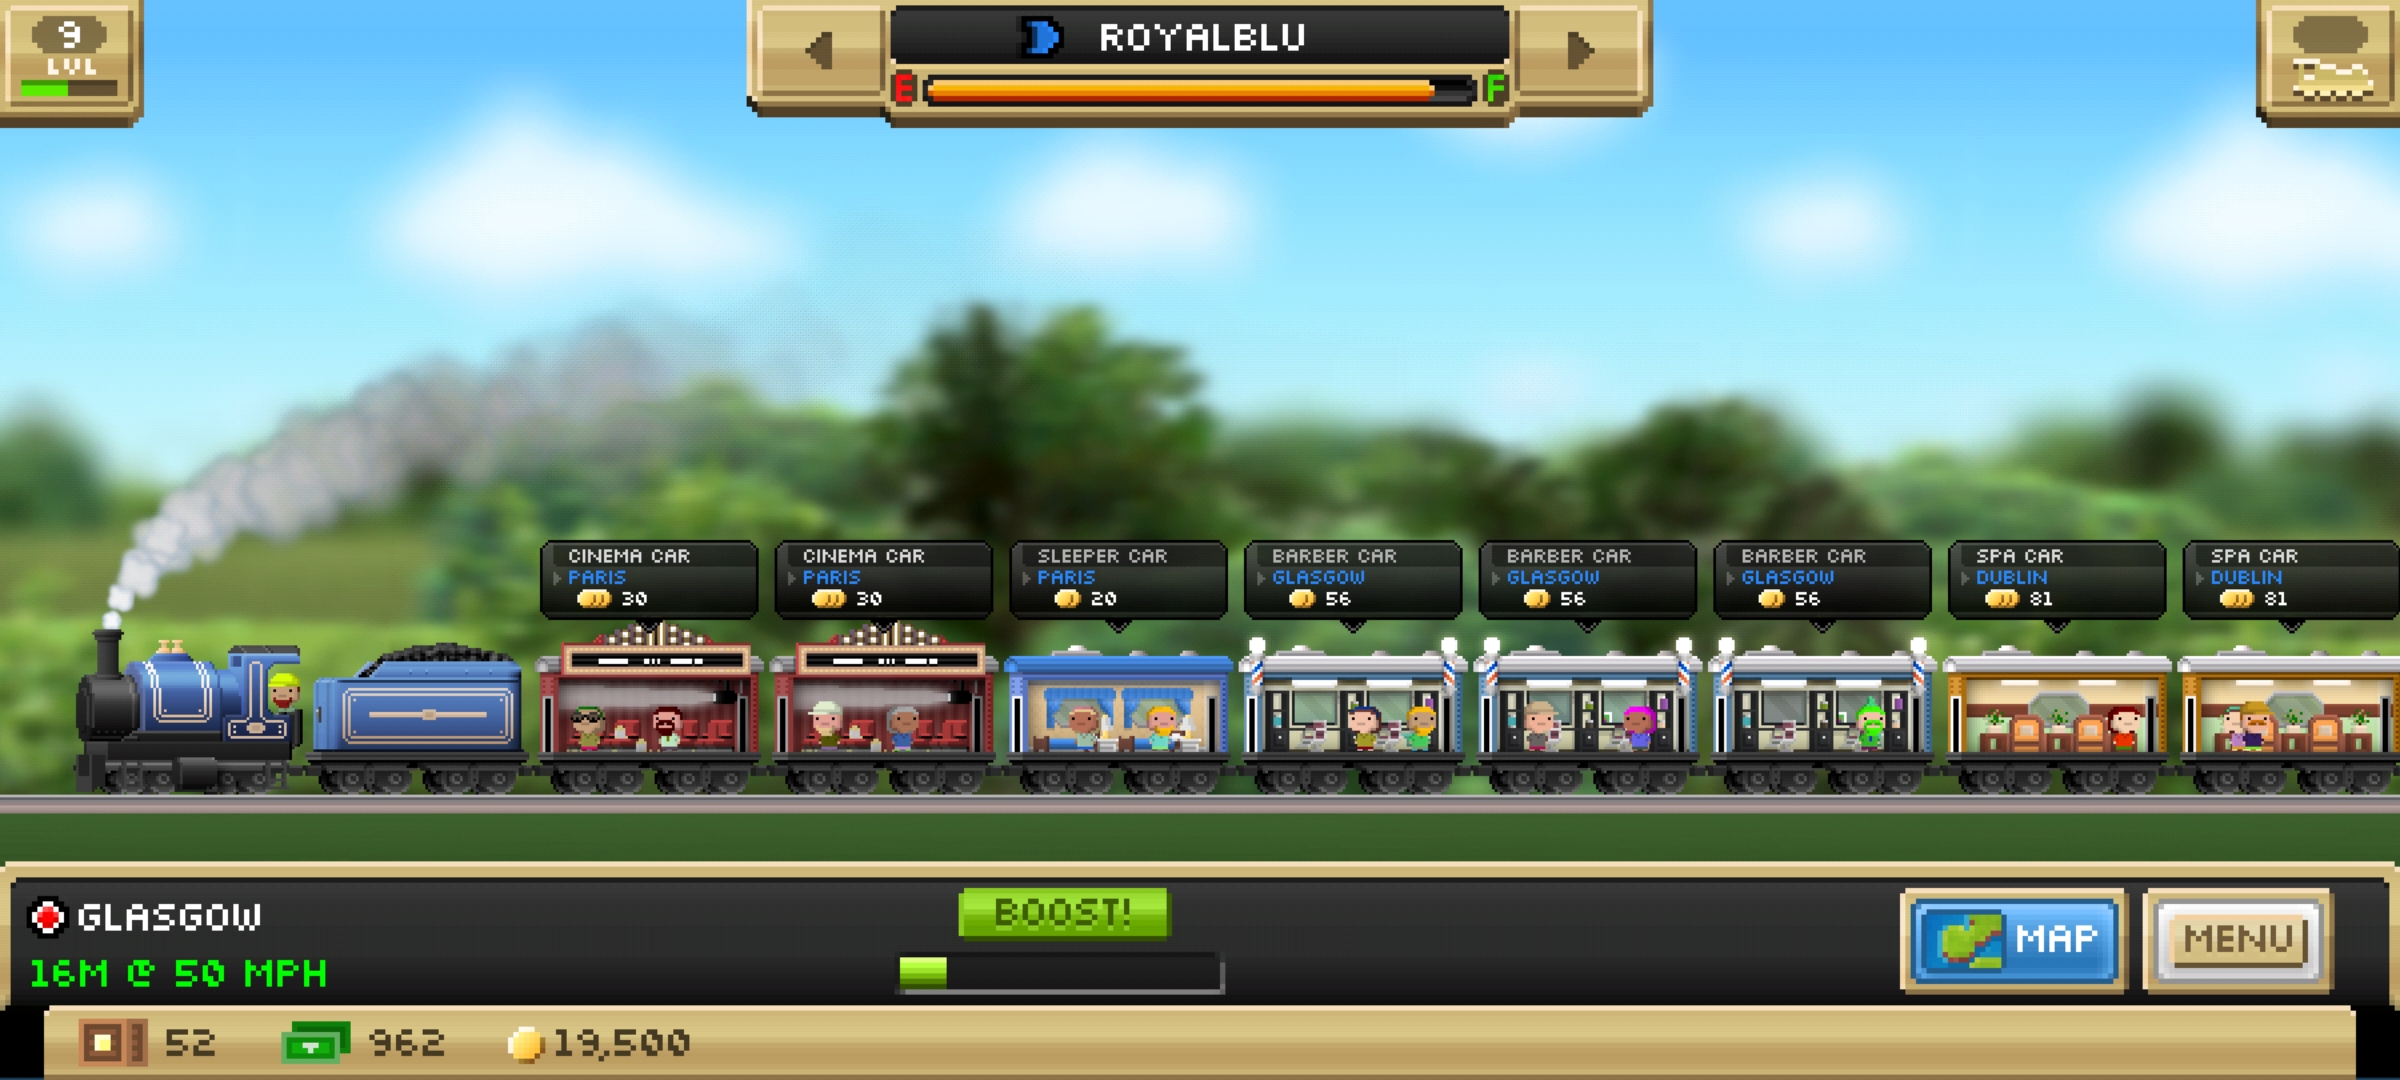 9
LVL
ROYALBLU
E F
CINEMA CAR
PARIS
30
CINEMA CAR
PARIS
30
SLEEPER CAR
PARIS
20
BARBER CAR
GLASGOW
56
BARBER CAR
GLASGOW
56
BARBER CAR
GLASGOW
56
SPA CAR
DUBLIN
81
SPA CAR
DUBLIN
81
GLASGOW
16M @ 50 MPH
BOOST!
MAP
MENU
52
962
19,500